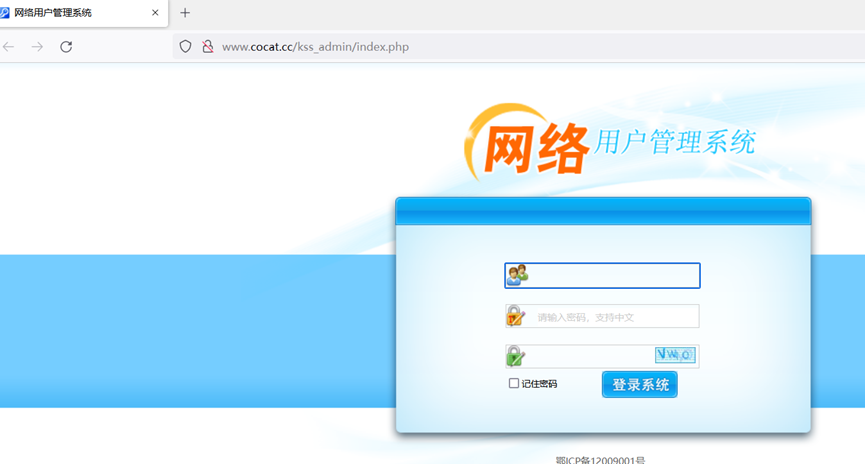 网络用户管理系统
www.cocat.cc/kss_admin/index.php
网络 用户管理系统
请输入密码，支持中文
记住密码
登录系统
鄂ICP备12009001号